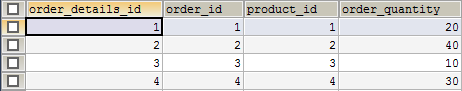 order_details_id order_id product_id order_quantity
1 1 1 20
2 2 2 40
3 3 3 10
4 4 4 30